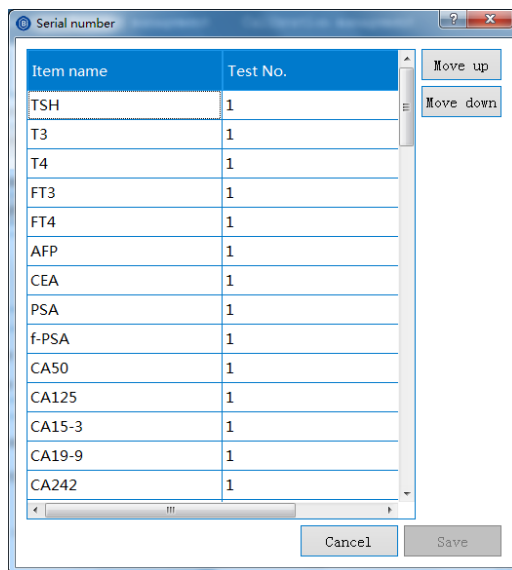 Serial number
Item name Test No.
TSH 1
T3 1
T4 1
FT3 1
FT4 1
AFP 1
CEA 1
PSA 1
f-PSA 1
CA50 1
CA125 1
CA15-3 1
CA19-9 1
CA242 1
Move up
Move down
Cancel Save